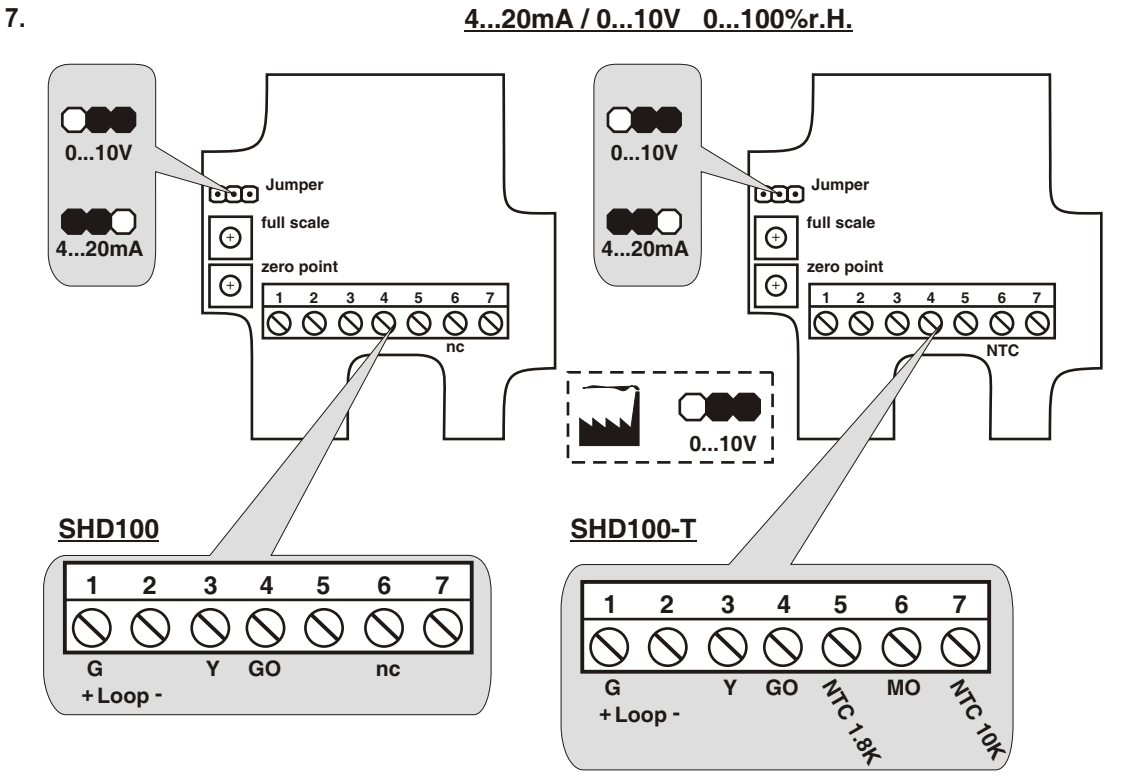 7.
4...20mA / 0...10V 0...100%r.H.
0...10V
4...20mA
Jumper
full scale
zero point
1 2 3 4 5 6 7
nc
0...10V
4...20mA
Jumper
full scale
zero point
1 2 3 4 5 6 7
NTC
0...10V
SHD100
1 2 3 4 5 6 7
G Y GO nc
+ Loop -
SHD100-T
1 2 3 4 5 6 7
G Y GO NTC 1.8K MO NTC 10K
+ Loop -